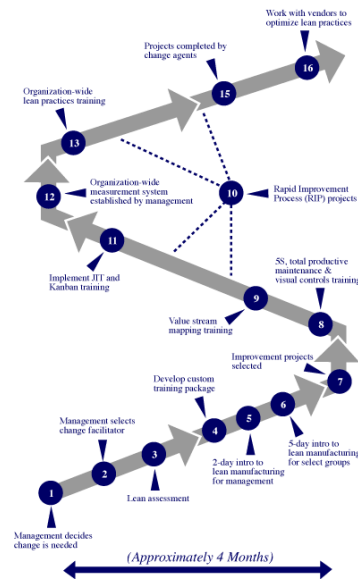 Work with vendors to
optimize lean practices
16
Projects completed by
change agents
15
Organization-wide
lean practices training
13
Organization-wide
measurement system
established by management
12
10
Rapid Improvement
Process (RIP) projects
11
Implement JIT and
Kanban training
5S, total productive
maintenance &
visual controls training
9
Value stream
mapping training
8
Improvement projects
selected
7
Develop custom
training package
6
5
4
Management selects
change facilitator
5-day intro to
lean manufacturing
for select groups
2-day intro to
lean manufacturing
for management
3
2
Lean assessment
1
Management decides
change is needed
(Approximately 4 Months)